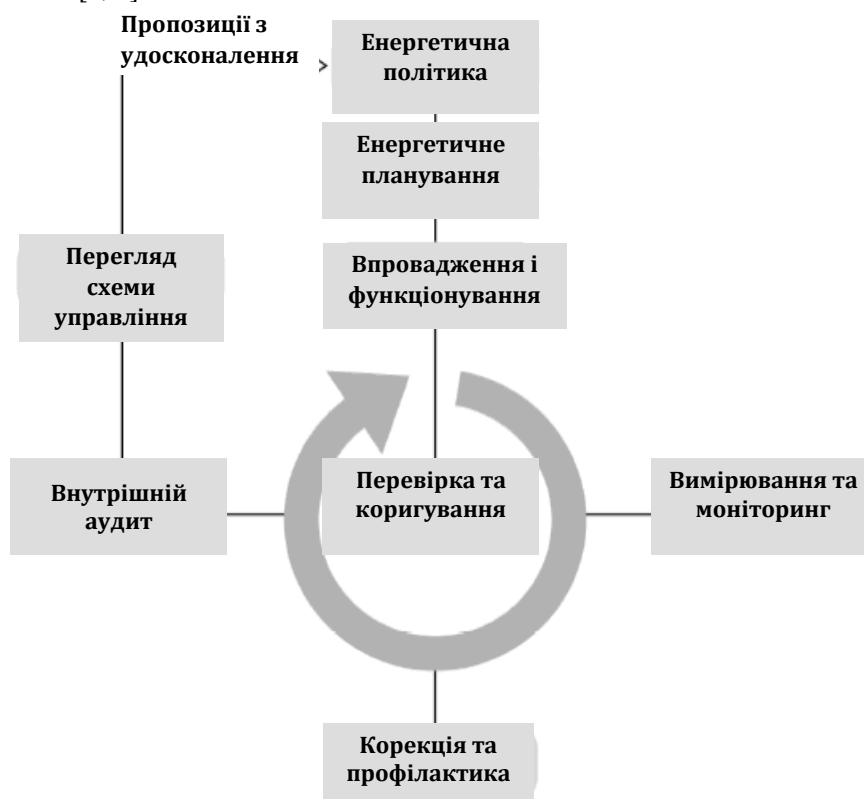 Пропозиції з
удосконалення
Енергетична
політика
Енергетичне
планування
Перегляд
схеми
управління
Впровадження і
функціонування
Внутрішній
аудит
Перевірка та
коригування
Вимірювання та
моніторинг
Корекція та
профілактика